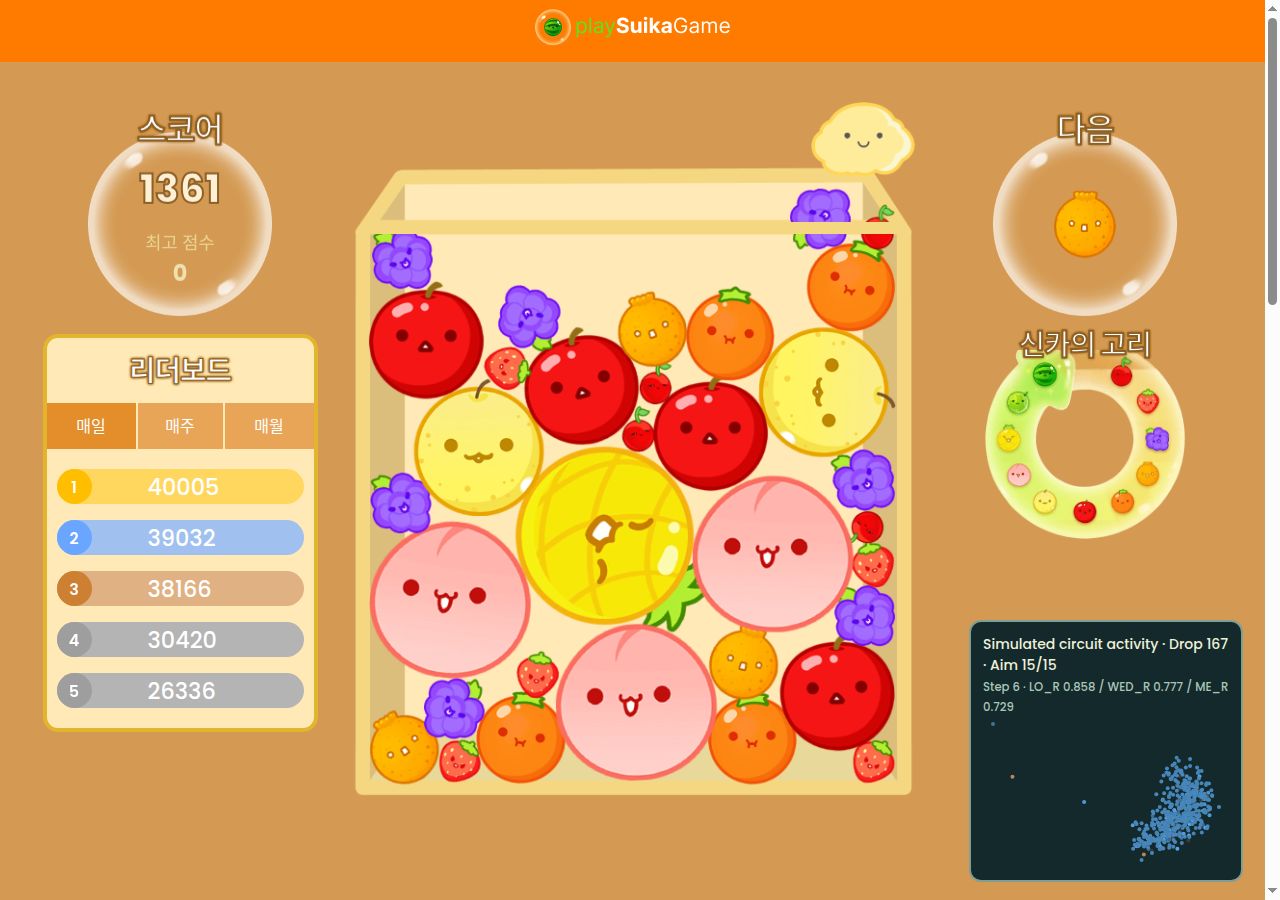 playSuikaGame
스코어
1361
최고 점수
0
리더보드
매일 매주 매월
1 40005
2 39032
3 38166
4 30420
5 26336
다음
신카의 고리
Simulated circuit activity · Drop 167
· Aim 15/15
Step 6 · LO_R 0.858 / WED_R 0.777 / ME_R
0.729